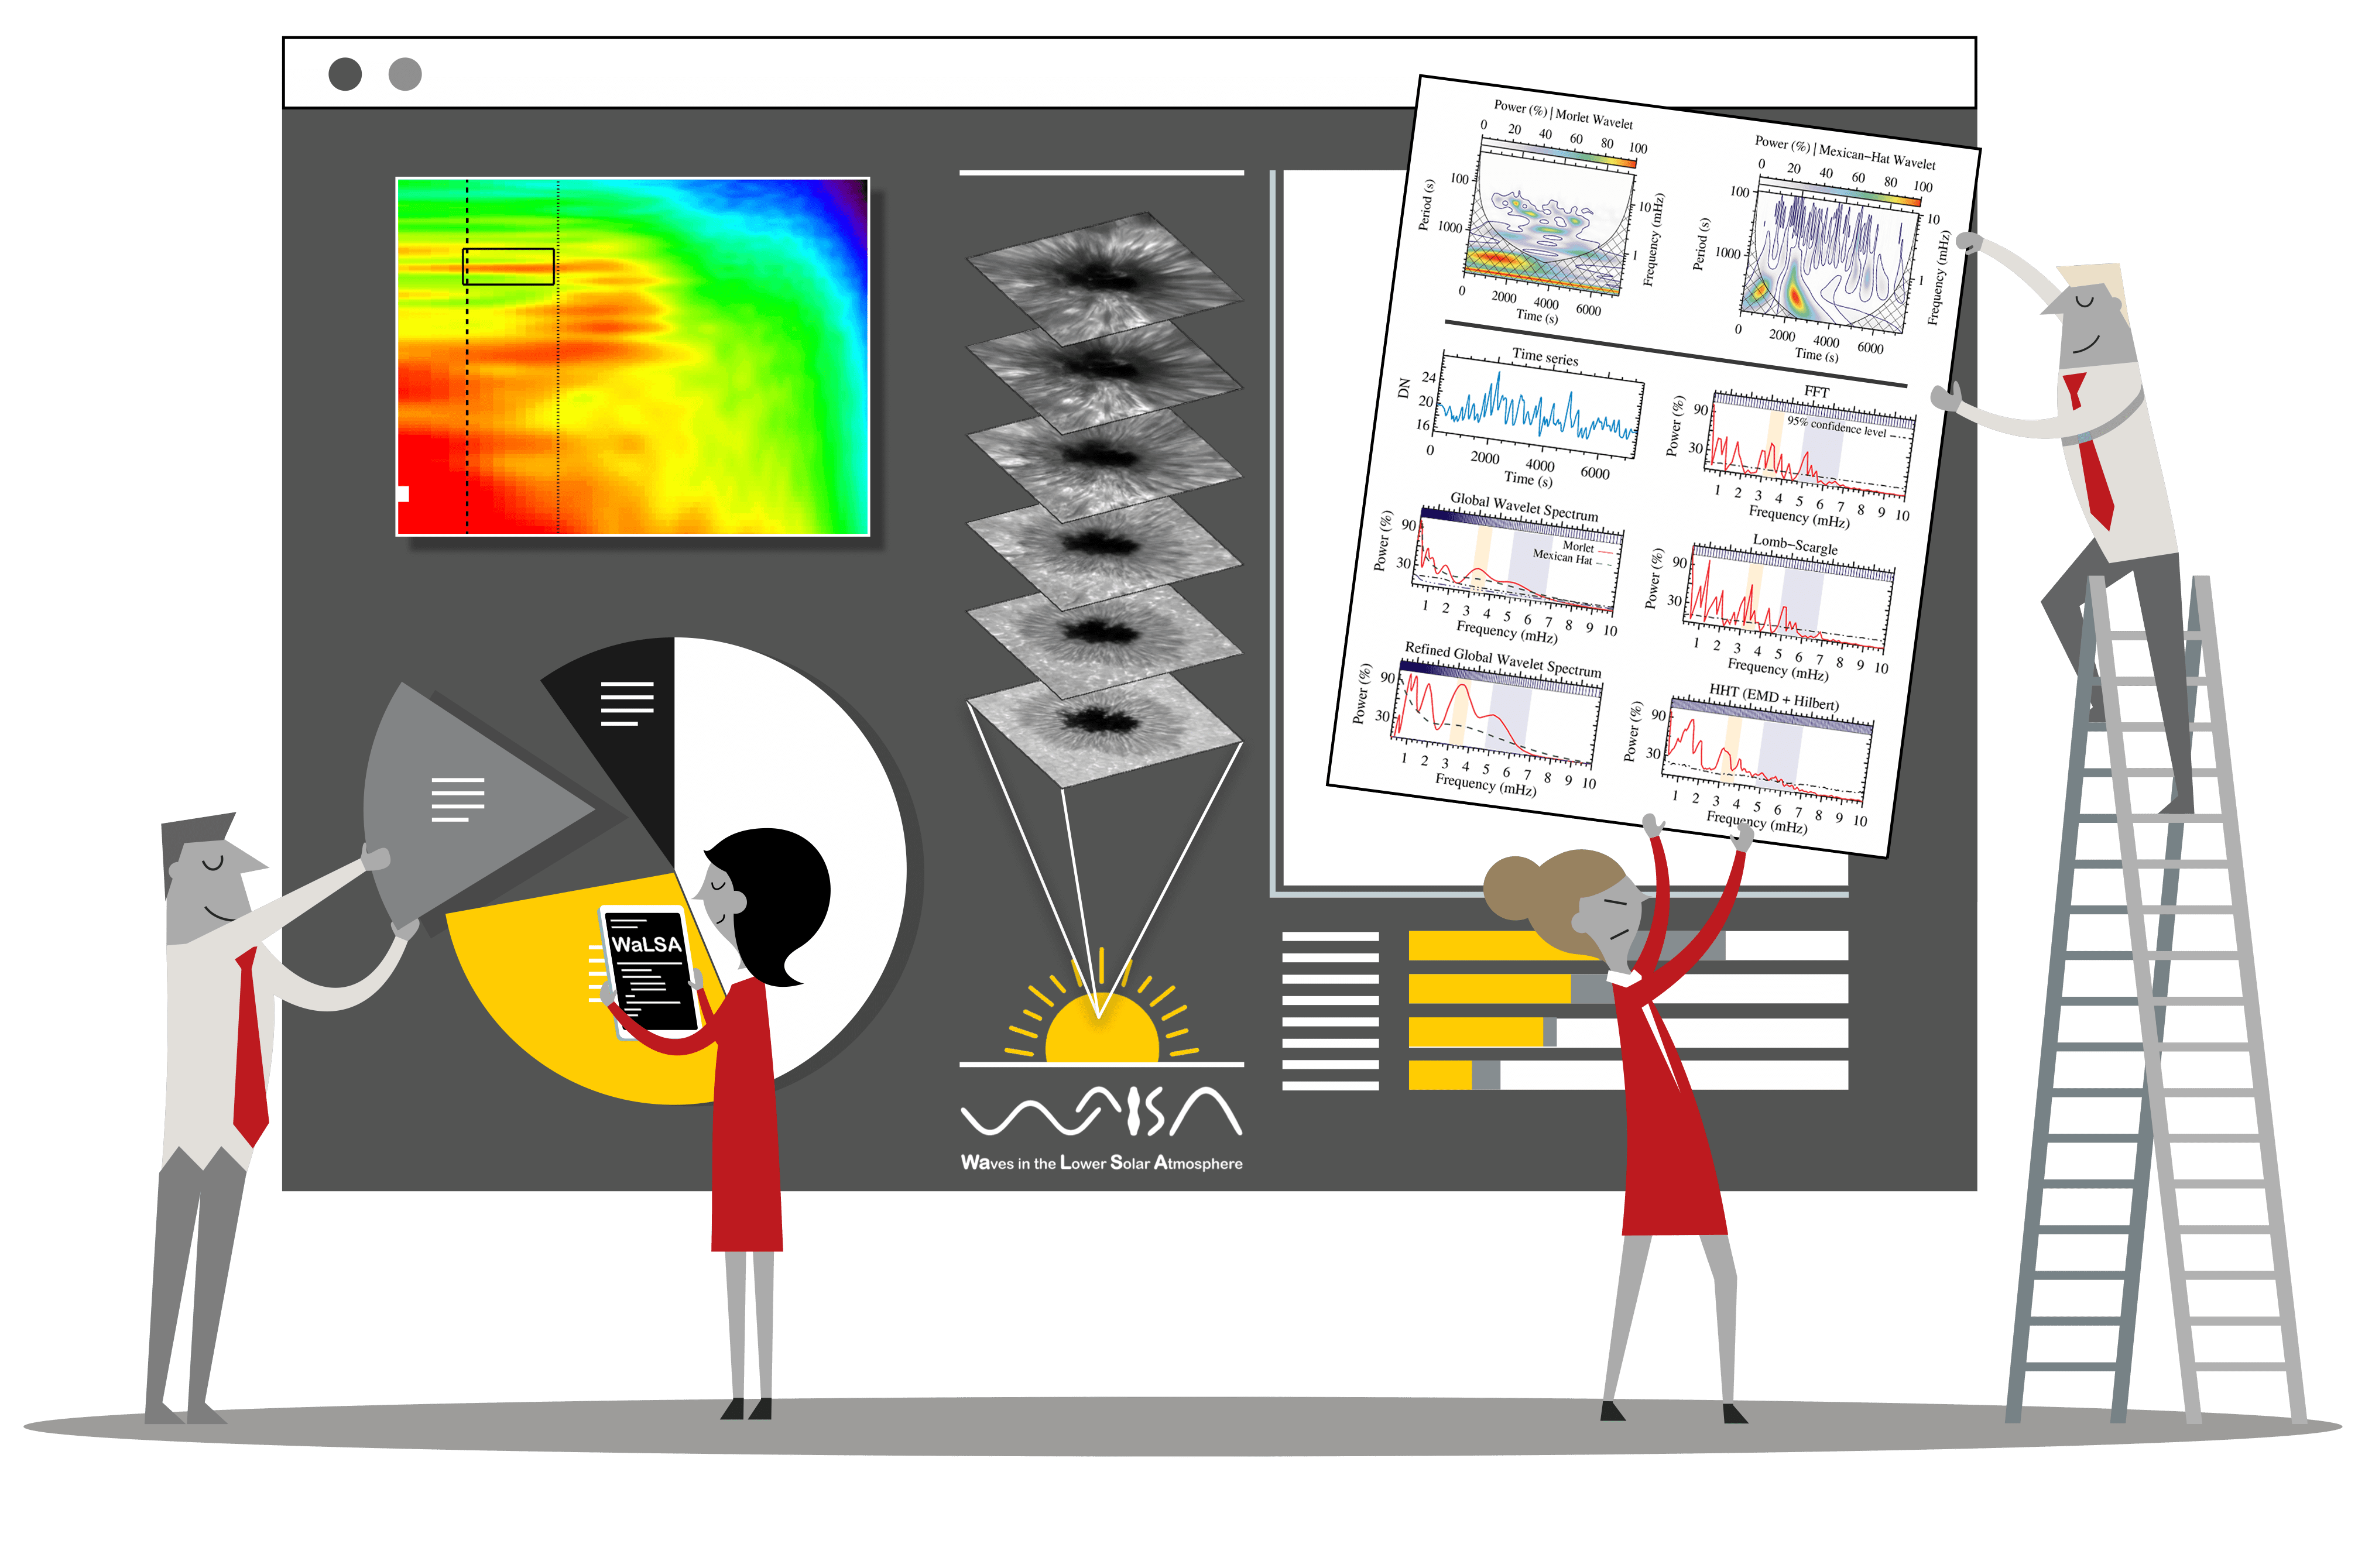 Power (%) | Morlet Wavelet
0 20 40 60 80 100
Period (s)
100
1000
10
1
Frequency (mHz)
0 2000 4000 6000
Time (s)
Power (%) | Mexican-Hat Wavelet
0 20 40 60 80 100
Period (s)
100
1000
10
1
Frequency (mHz)
0 2000 4000 6000
Time (s)
Time series
DN
24
20
16
0 2000 4000 6000
Time (s)
FFT
Power (%)
90
30
95% confidence level
1 2 3 4 5 6 7 8 9 10
Frequency (mHz)
Global Wavelet Spectrum
Power (%)
90
30
Morlet
Mexican Hat
1 2 3 4 5 6 7 8 9 10
Frequency (mHz)
Lomb-Scargle
Power (%)
90
30
1 2 3 4 5 6 7 8 9 10
Frequency (mHz)
Refined Global Wavelet Spectrum
Power (%)
90
30
1 2 3 4 5 6 7 8 9 10
Frequency (mHz)
HHT (EMD + Hilbert)
Power (%)
90
30
1 2 3 4 5 6 7 8 9 10
Frequency (mHz)
WaLSA
WaLSA
Waves in the Lower Solar Atmosphere